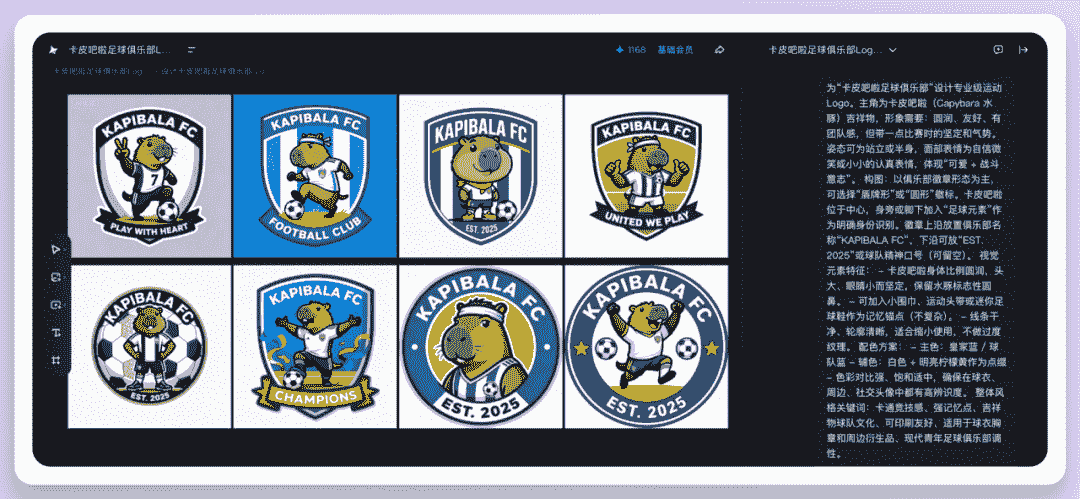 卡皮吧啦足球俱乐部L...
1168
基础会员
卡皮吧啦足球俱乐部Log...
KAPIBALA FC
7
PLAY WITH HEART
KAPIBALA FC
FOOTBALL CLUB
KAPIBALA FC
EST. 2025
KAPIBALA FC
UNITED WE PLAY
KAPIBALA FC
EST. 2025
KAPIBALA FC
CHAMPIONS
KAPIBALA FC
EST. 2025
KAPIBALA FC
EST. 2025
为“卡皮吧啦足球俱乐部”设计专业级运动
Logo。主角为卡皮吧啦（Capybara 水
豚）吉祥物，形象需要：圆润、友好、有
团队感，但带一点比赛时的坚定和气势。
姿态可为站立或半身，面部表情为自信微
笑或小小的认真表情，体现“可爱 + 战斗
意志”。 构图：以俱乐部徽章形态为主，
可选择“盾牌形”或“圆形”徽标。卡皮吧啦
位于中心，身旁或脚下加入“足球元素”作
为明确身份识别。徽章上沿放置俱乐部名
称“KAPIBALA FC”，下沿可放“EST.
2025”或球队精神口号（可留空）。 视觉
元素特征： – 卡皮吧啦身体比例圆润、头
大、眼睛小而坚定，保留水豚标志性圆
鼻。 – 可加入小围巾、运动头带或迷你足
球鞋作为记忆锚点（不复杂）。 – 线条干
净、轮廓清晰，适合缩小使用，不做过度
纹理。 配色方案： – 主色：皇家蓝 / 球
队蓝 – 辅色：白色 + 明亮柠檬黄作为点缀
– 色彩对比强、饱和适中，确保在球衣、
周边、社交头像中都有高辨识度。 整体风
格关键词：卡通竞技感、强记忆点、吉祥
物球队文化、可印刷友好、适用于球衣胸
章和周边衍生品、现代青年足球俱乐部调
性。